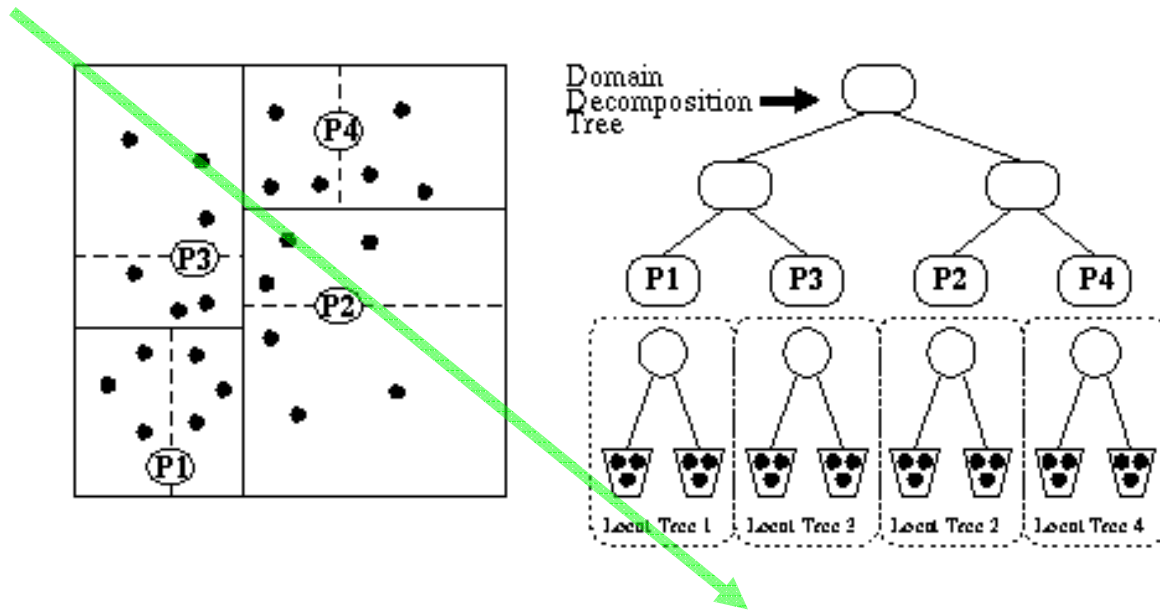 Domain
Decomposition
Tree
P4
P3
P2
P1
P1 P3 P2 P4
Local Tree 1 Local Tree 3 Local Tree 2 Local Tree 4